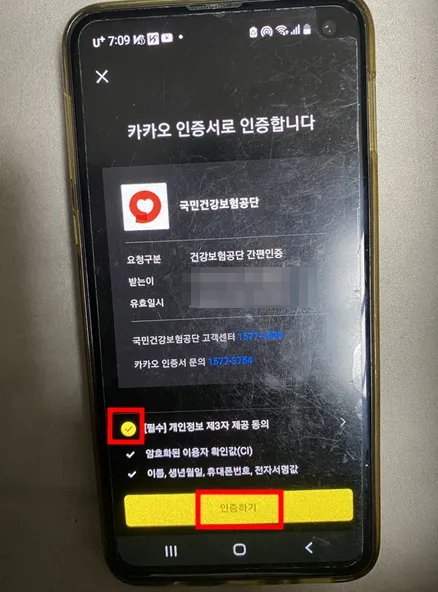 U+ 7:09
카카오 인증서로 인증합니다
국민건강보험공단
요청구분 건강보험공단 간편인증
받는이
유효일시
국민건강보험공단 고객센터
카카오 인증서 문의 1577-3754
[필수] 개인정보 제3자 제공 동의
암호화된 이용자 확인값(CI)
이름, 생년월일, 휴대폰번호, 전자서명값
인증하기